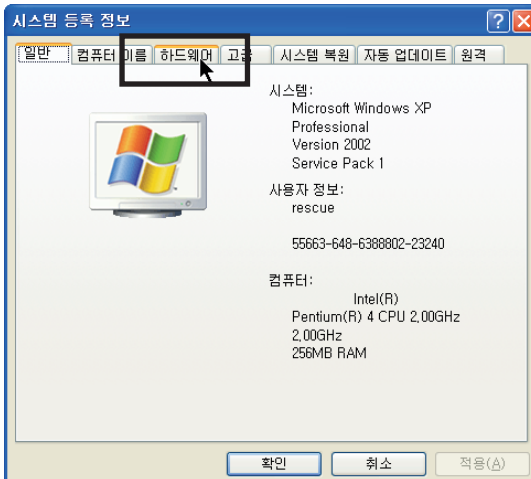 시스템 등록 정보
일반 컴퓨터 이름 하드웨어 고급 시스템 복원 자동 업데이트 원격
시스템:
Microsoft Windows XP
Professional
Version 2002
Service Pack 1
사용자 정보:
rescue
55663-648-6388802-23240
컴퓨터:
Intel(R)
Pentium(R) 4 CPU 2,00GHz
2,00GHz
256MB RAM
확인 취소 적용(A)